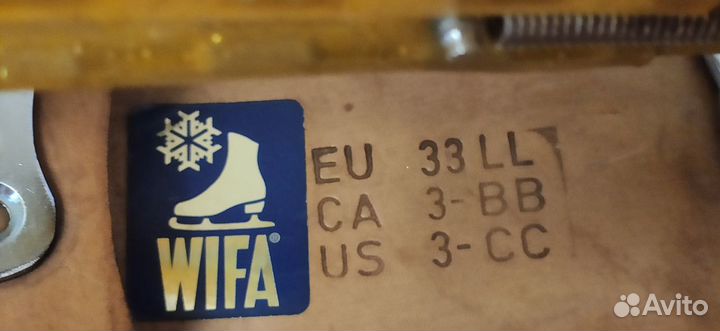 EU 33 LL
CA 3-BB
US 3-CC
WIFA®
Avito